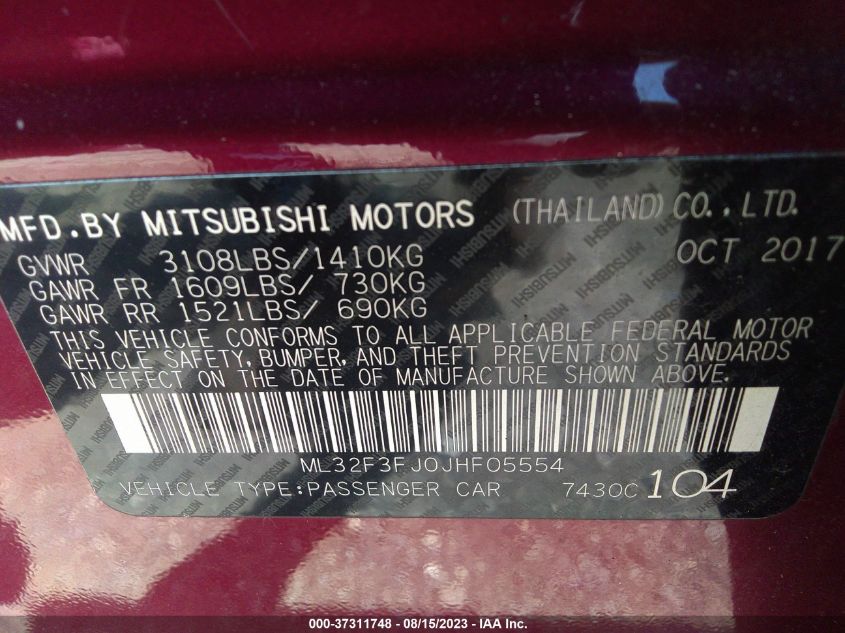 MFD.BY MITSUBISHI MOTORS (THAILAND)CO.,LTD.
GVWR 3108LBS/1410KG OCT 2017
GAWR FR 1609LBS/ 730KG
GAWR RR 1521LBS/ 690KG
THIS VEHICLE CONFORMS TO ALL APPLICABLE FEDERAL MOTOR
VEHICLE SAFETY, BUMPER, AND THEFT PREVENTION STANDARDS
IN EFFECT ON THE DATE OF MANUFACTURE SHOWN ABOVE.
ML32F3FJ0JHF05554
VEHICLE TYPE:PASSENGER CAR 7430C 104
000-37311748 - 08/15/2023 - IAA Inc.